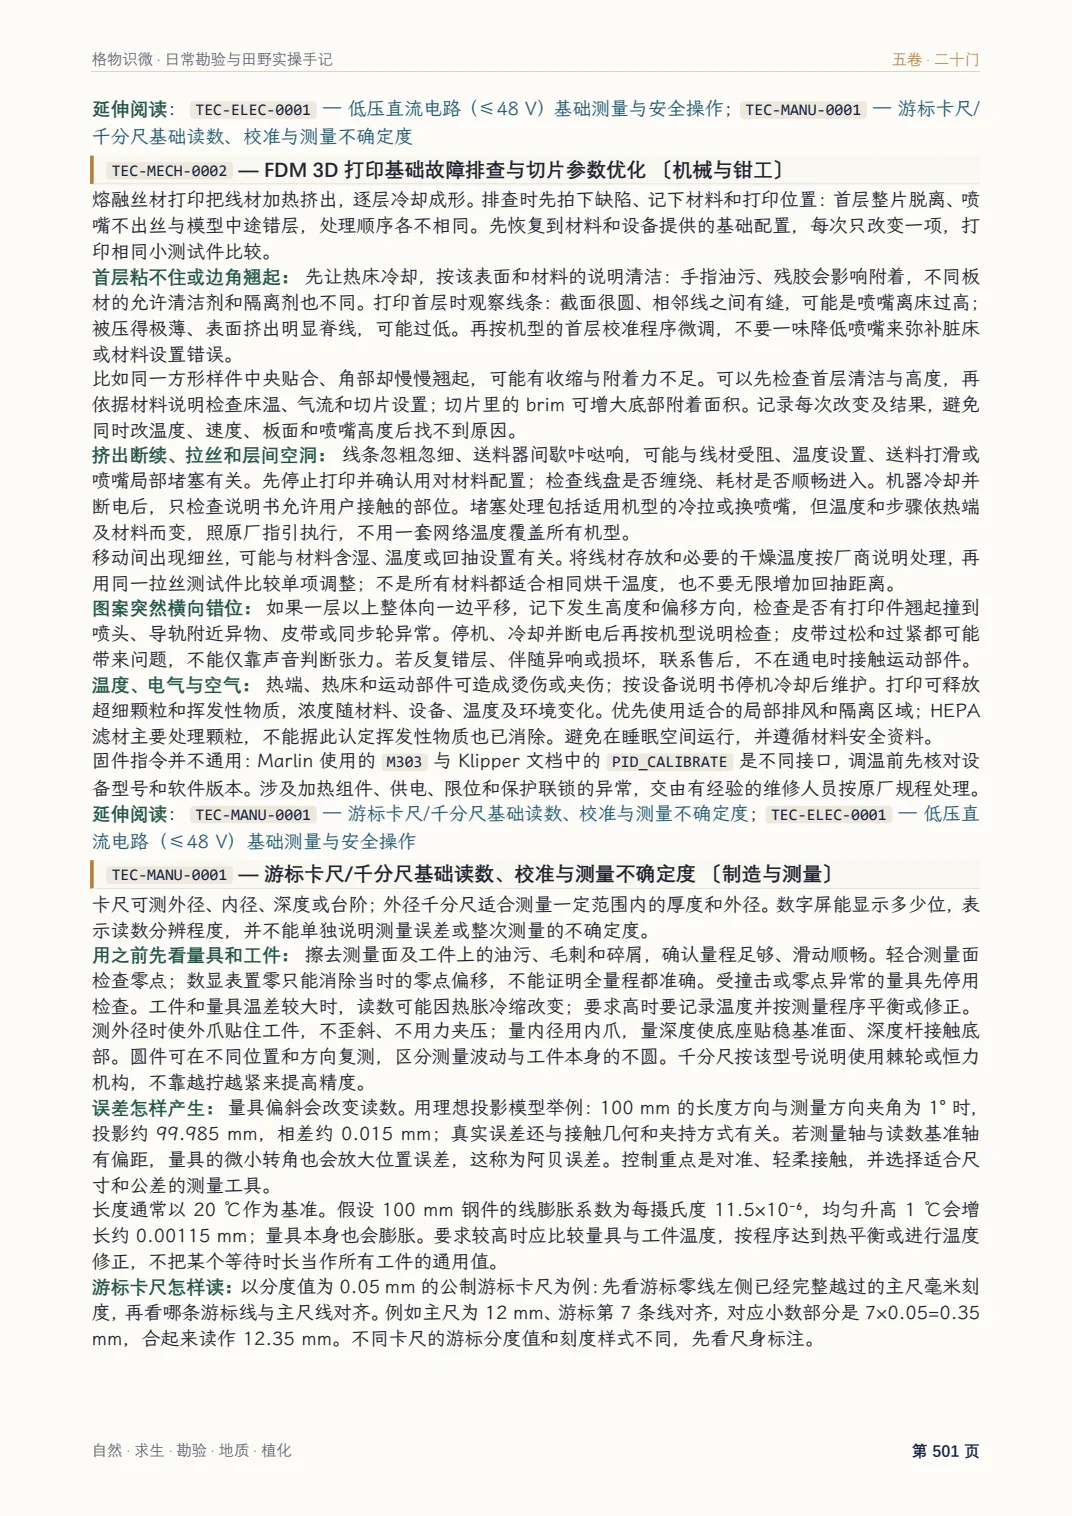 格物识微 · 日常勘验与田野实操手记
五卷 · 二十门
延伸阅读： TEC-ELEC-0001 — 低压直流电路（≤48 V）基础测量与安全操作；TEC-MANU-0001 — 游标卡尺/
千分尺基础读数、校准与测量不确定度
TEC-MECH-0002 — FDM 3D 打印基础故障排查与切片参数优化 〔机械与钳工〕
熔融丝材打印把线材加热挤出，逐层冷却成形。排查时先拍下缺陷、记下材料和打印位置：首层整片脱离、喷
嘴不出丝与模型中途错层，处理顺序各不相同。先恢复到材料和设备提供的基础配置，每次只改变一项，打
印相同小测试件比较。
首层粘不住或边角翘起： 先让热床冷却，按该表面和材料的说明清洁：手指油污、残胶会影响附着，不同板
材的允许清洁剂和隔离剂也不同。打印首层时观察线条：截面很圆、相邻线之间有缝，可能是喷嘴离床过高；
被压得极薄、表面挤出明显脊线，可能过低。再按机型的首层校准程序微调，不要一味降低喷嘴来弥补脏床
或材料设置错误。
比如同一方形样件中央贴合、角部却慢慢翘起，可能有收缩与附着力不足。可以先检查首层清洁与高度，再
依据材料说明检查床温、气流和切片设置；切片里的 brim 可增大底部附着面积。记录每次改变及结果，避免
同时改温度、速度、板面和喷嘴高度后找不到原因。
挤出断续、拉丝和层间空洞： 线条忽粗忽细、送料器间歇咔哒响，可能与线材受阻、温度设置、送料打滑或
喷嘴局部堵塞有关。先停止打印并确认用对材料配置；检查线盘是否缠绕、耗材是否顺畅进入。机器冷却并
断电后，只检查说明书允许用户接触的部位。堵塞处理包括适用机型的冷拉或换喷嘴，但温度和步骤依热端
及材料而变，照原厂指引执行，不用一套网络温度覆盖所有机型。
移动间出现细丝，可能与材料含湿、温度或回抽设置有关。将线材存放和必要的干燥温度按厂商说明处理，再
用同一拉丝测试件比较单项调整；不是所有材料都适合相同烘干温度，也不要无限增加回抽距离。
图案突然横向错位： 如果一层以上整体向一边平移，记下发生高度和偏移方向，检查是否有打印件翘起撞到
喷头、导轨附近异物、皮带或同步轮异常。停机、冷却并断电后再按机型说明检查；皮带过松和过紧都可能
带来问题，不能仅靠声音判断张力。若反复错层、伴随异响或损坏，联系售后，不在通电时接触运动部件。
温度、电气与空气： 热端、热床和运动部件可造成烫伤或夹伤；按设备说明书停机冷却后维护。打印可释放
超细颗粒和挥发性物质，浓度随材料、设备、温度及环境变化。优先使用适合的局部排风和隔离区域；HEPA
滤材主要处理颗粒，不能据此认定挥发性物质也已消除。避免在睡眠空间运行，并遵循材料安全资料。
固件指令并不通用：Marlin 使用的 M303 与 Klipper 文档中的 PID_CALIBRATE 是不同接口，调温前先核对设
备型号和软件版本。涉及加热组件、供电、限位和保护联锁的异常，交由有经验的维修人员按原厂规程处理。
延伸阅读： TEC-MANU-0001 — 游标卡尺/千分尺基础读数、校准与测量不确定度；TEC-ELEC-0001 — 低压直
流电路（≤48 V）基础测量与安全操作
TEC-MANU-0001 — 游标卡尺/千分尺基础读数、校准与测量不确定度 〔制造与测量〕
卡尺可测外径、内径、深度或台阶；外径千分尺适合测量一定范围内的厚度和外径。数字屏能显示多少位，表
示读数分辨程度，并不能单独说明测量误差或整次测量的不确定度。
用之前先看量具和工件： 擦去测量面及工件上的油污、毛刺和碎屑，确认量程足够、滑动顺畅。轻合测量面
检查零点；数显表置零只能消除当时的零点偏移，不能证明全量程都准确。受撞击或零点异常的量具先停用
检查。工件和量具温差较大时，读数可能因热胀冷缩改变；要求高时要记录温度并按测量程序平衡或修正。
测外径时使外爪贴住工件，不歪斜、不用力夹压；量内径用内爪，量深度使底座贴稳基准面、深度杆接触底
部。圆件可在不同位置和方向复测，区分测量波动与工件本身的不圆。千分尺按该型号说明使用棘轮或恒力
机构，不靠越拧越紧来提高精度。
误差怎样产生： 量具偏斜会改变读数。用理想投影模型举例：100 mm 的长度方向与测量方向夹角为 1° 时，
投影约 99.985 mm，相差约 0.015 mm；真实误差还与接触几何和夹持方式有关。若测量轴与读数基准轴
有偏距，量具的微小转角也会放大位置误差，这称为阿贝误差。控制重点是对准、轻柔接触，并选择适合尺
寸和公差的测量工具。
长度通常以 20 ℃作为基准。假设 100 mm 钢件的线膨胀系数为每摄氏度 11.5×10⁻⁶，均匀升高 1 ℃会增
长约 0.00115 mm；量具本身也会膨胀。要求较高时应比较量具与工件温度，按程序达到热平衡或进行温度
修正，不把某个等待时长当作所有工件的通用值。
游标卡尺怎样读：以分度值为 0.05 mm 的公制游标卡尺为例：先看游标零线左侧已经完整越过的主尺毫米刻
度，再看哪条游标线与主尺线对齐。例如主尺为 12 mm、游标第 7 条线对齐，对应小数部分是 7×0.05=0.35
mm，合起来读作 12.35 mm。不同卡尺的游标分度值和刻度样式不同，先看尺身标注。
自然 · 求生 · 勘验 · 地质 · 植化
第 501 页